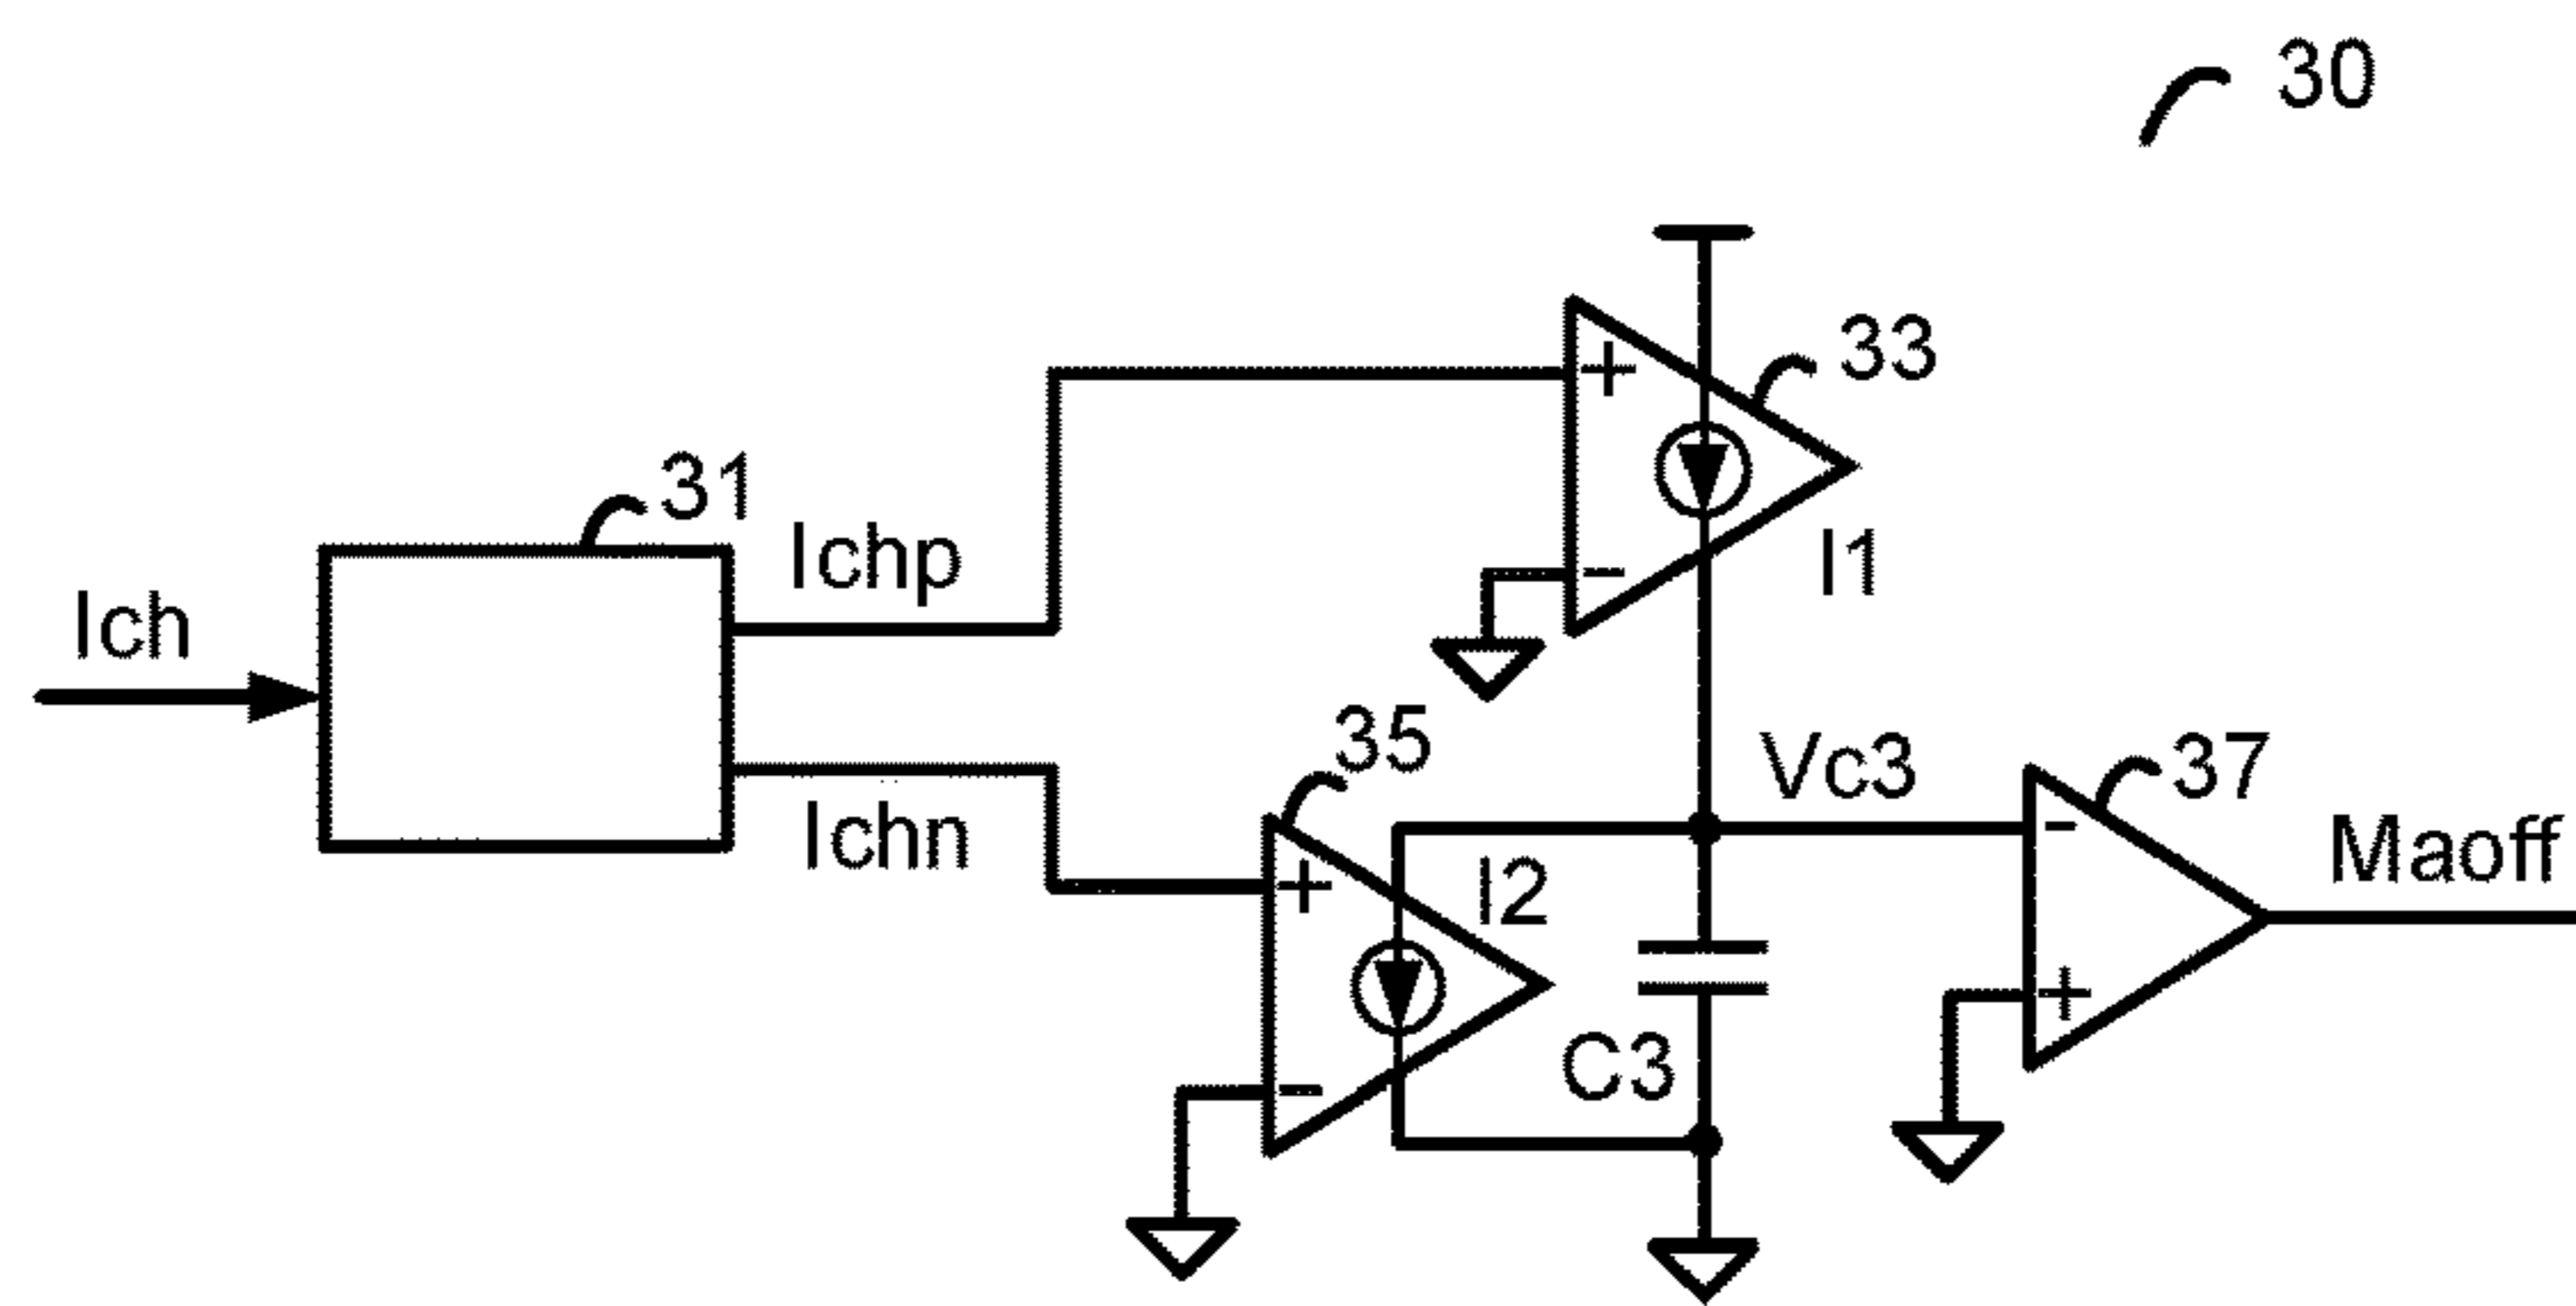 30
33
+
31
Ichp
I1
-
Ich
35
Vc3
37
Ichn
-
Maoff
I2
+
+
C3
-